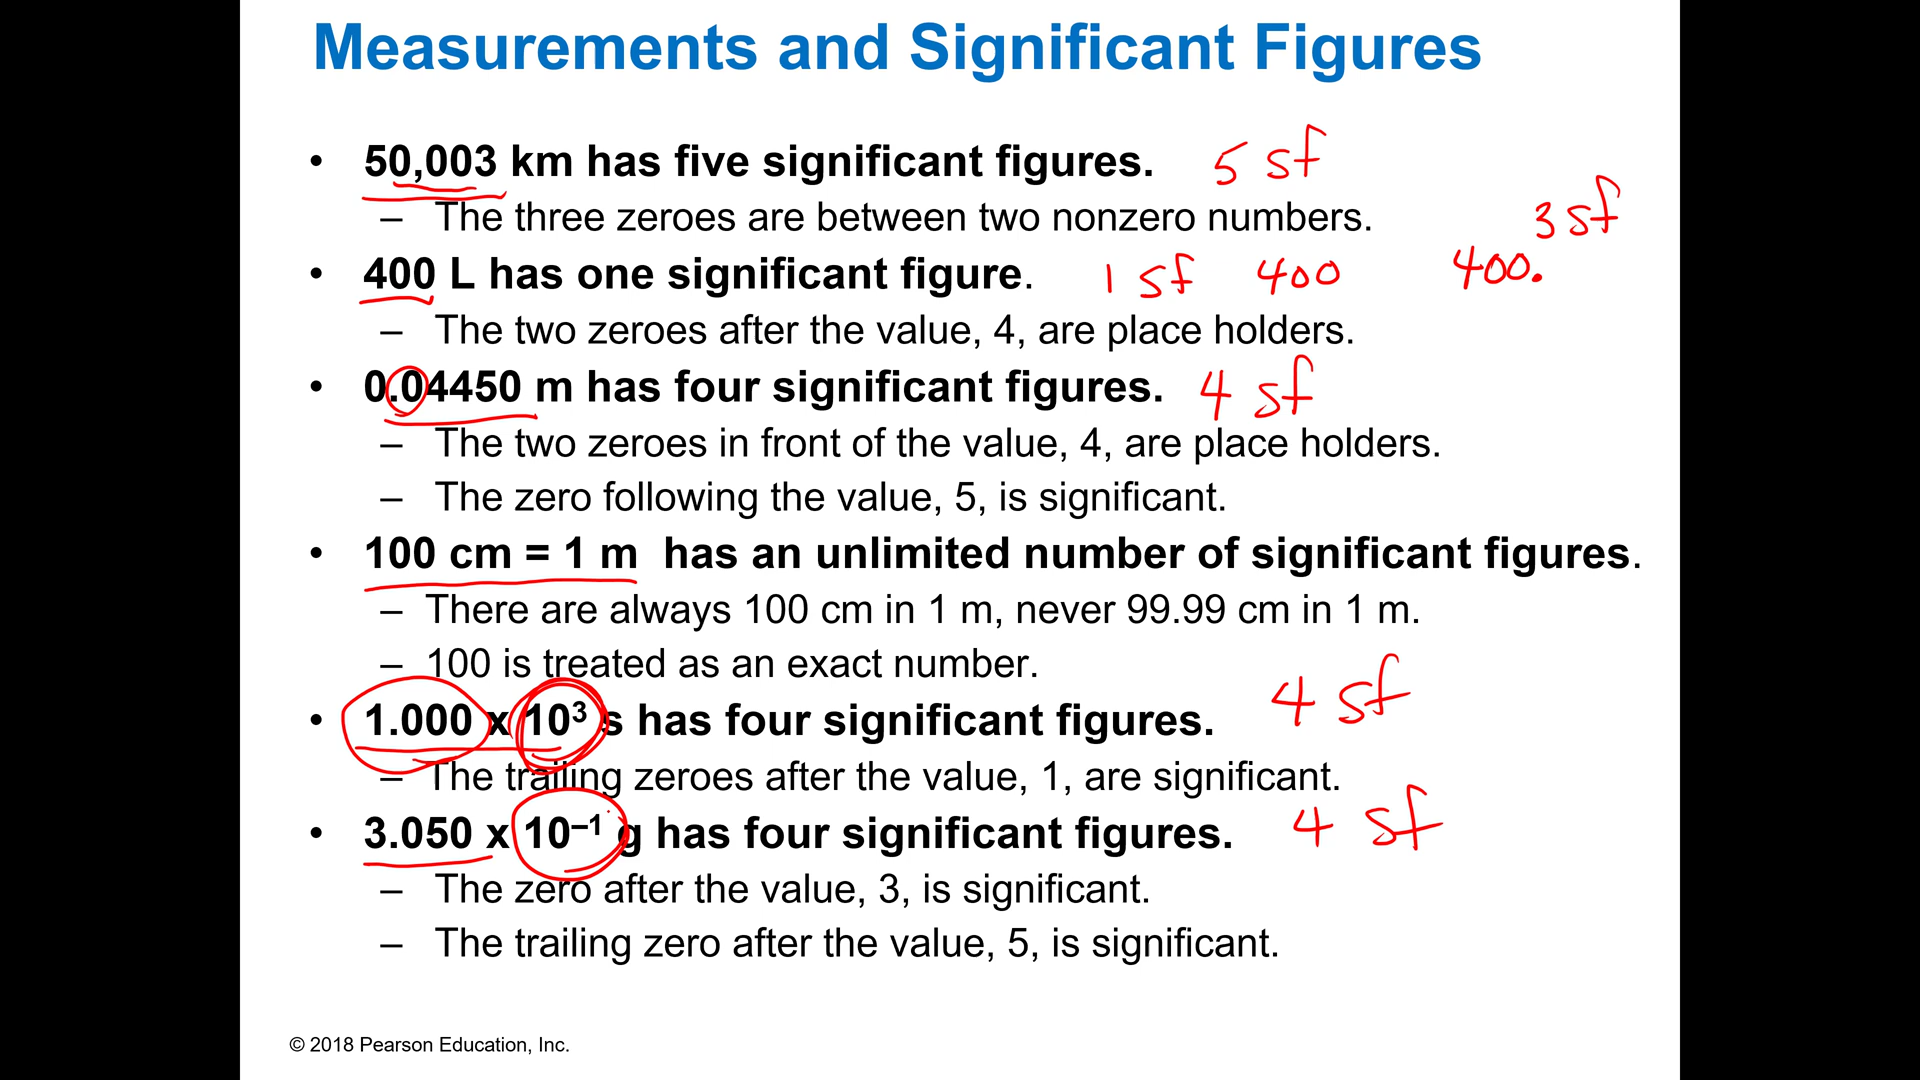 Measurements and Significant Figures
• 50,003 km has five significant figures. 5 sf
– The three zeroes are between two nonzero numbers. 3 sf
• 400 L has one significant figure. 1 sf 400 400.
– The two zeroes after the value, 4, are place holders.
• 0.04450 m has four significant figures. 4 sf
– The two zeroes in front of the value, 4, are place holders.
– The zero following the value, 5, is significant.
• 100 cm = 1 m has an unlimited number of significant figures.
– There are always 100 cm in 1 m, never 99.99 cm in 1 m.
– 100 is treated as an exact number.
• 1.000 x 10³ s has four significant figures. 4 sf
– The trailing zeroes after the value, 1, are significant.
• 3.050 x 10⁻¹ g has four significant figures. 4 sf
– The zero after the value, 3, is significant.
– The trailing zero after the value, 5, is significant.
© 2018 Pearson Education, Inc.